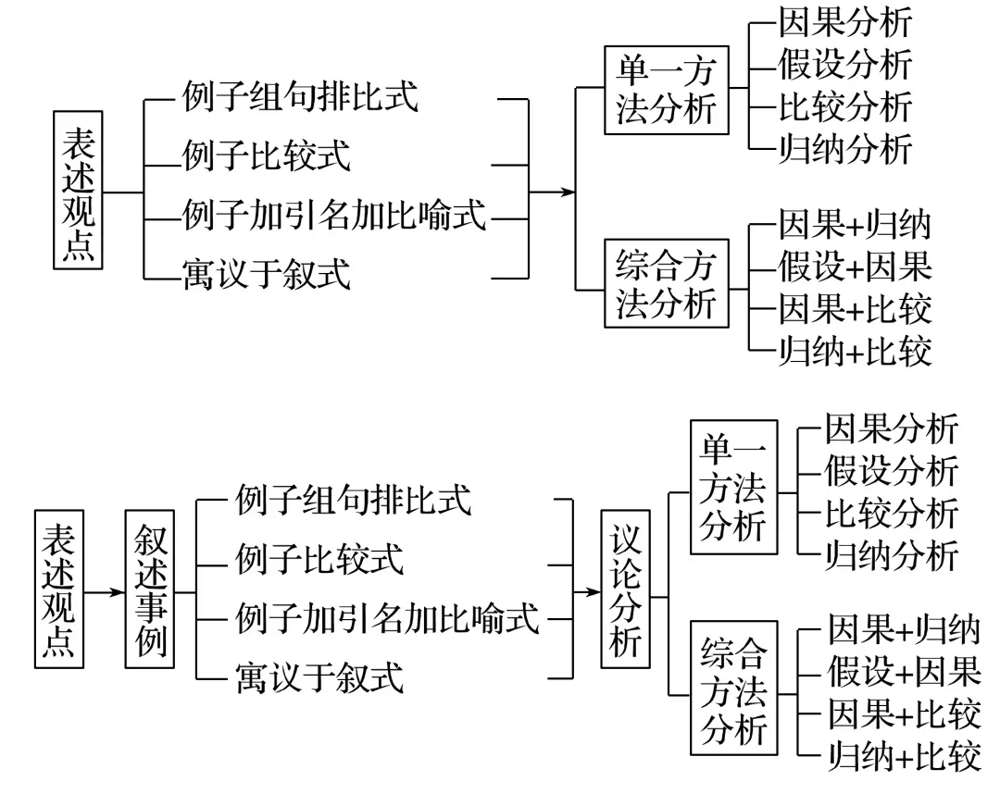 表述观点
例子组句排比式
例子比较式
例子加引名加比喻式
寓议于叙式
单一方
法分析
因果分析
假设分析
比较分析
归纳分析
综合方
法分析
因果+归纳
假设+因果
因果+比较
归纳+比较
表述观点
叙述事例
例子组句排比式
例子比较式
例子加引名加比喻式
寓议于叙式
议论分析
单一
方法
分析
因果分析
假设分析
比较分析
归纳分析
综合
方法
分析
因果+归纳
假设+因果
因果+比较
归纳+比较